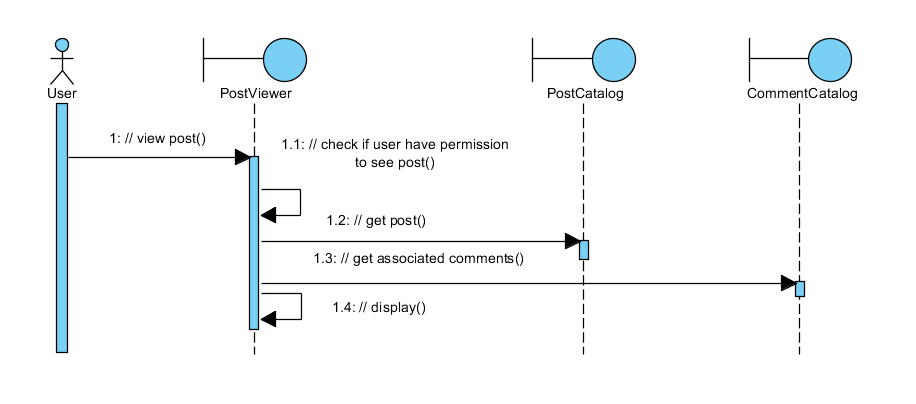 User
PostViewer
PostCatalog
CommentCatalog
1: // view post()
1.1: // check if user have permission
to see post()
1.2: // get post()
1.3: // get associated comments()
1.4: // display()